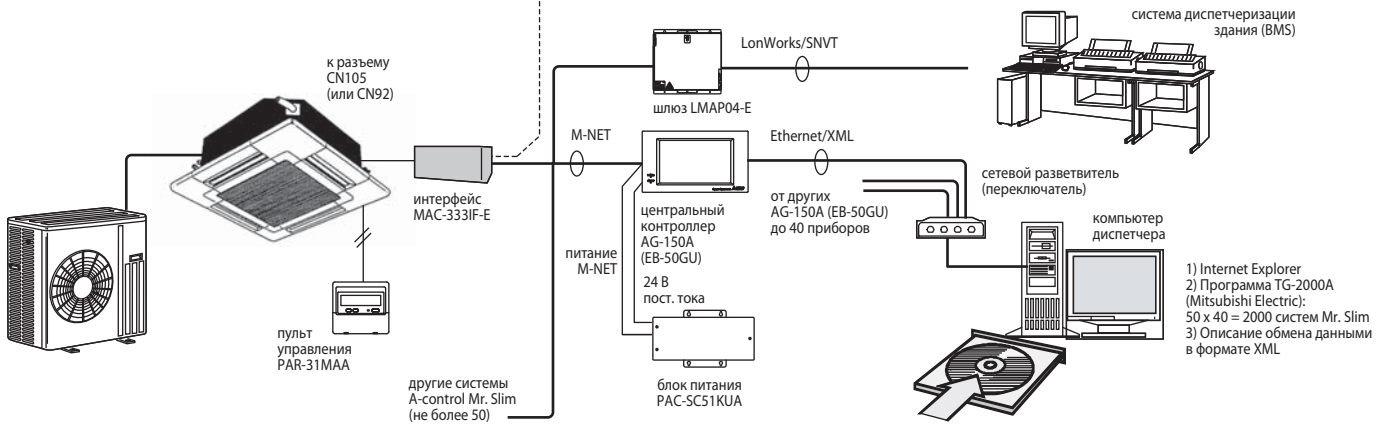 система диспетчеризации
здания (BMS)
LonWorks/SNVT
к разъему
CN105
(или CN92)
шлюз LMAP04-E
M-NET
Ethernet/XML
интерфейс
MAC-333IF-E
сетевой разветвитель
(переключатель)
от других
AG-150A (EB-50GU)
до 40 приборов
центральный
контроллер
AG-150A
(EB-50GU)
компьютер
диспетчера
питание
M-NET
24 В
пост. тока
1) Internet Explorer
2) Программа TG-2000A
(Mitsubishi Electric):
50 x 40 = 2000 систем Mr. Slim
3) Описание обмена данными
в формате XML
пульт
управления
PAR-31MAA
блок питания
PAC-SC51KUA
другие системы
A-control Mr. Slim
(не более 50)